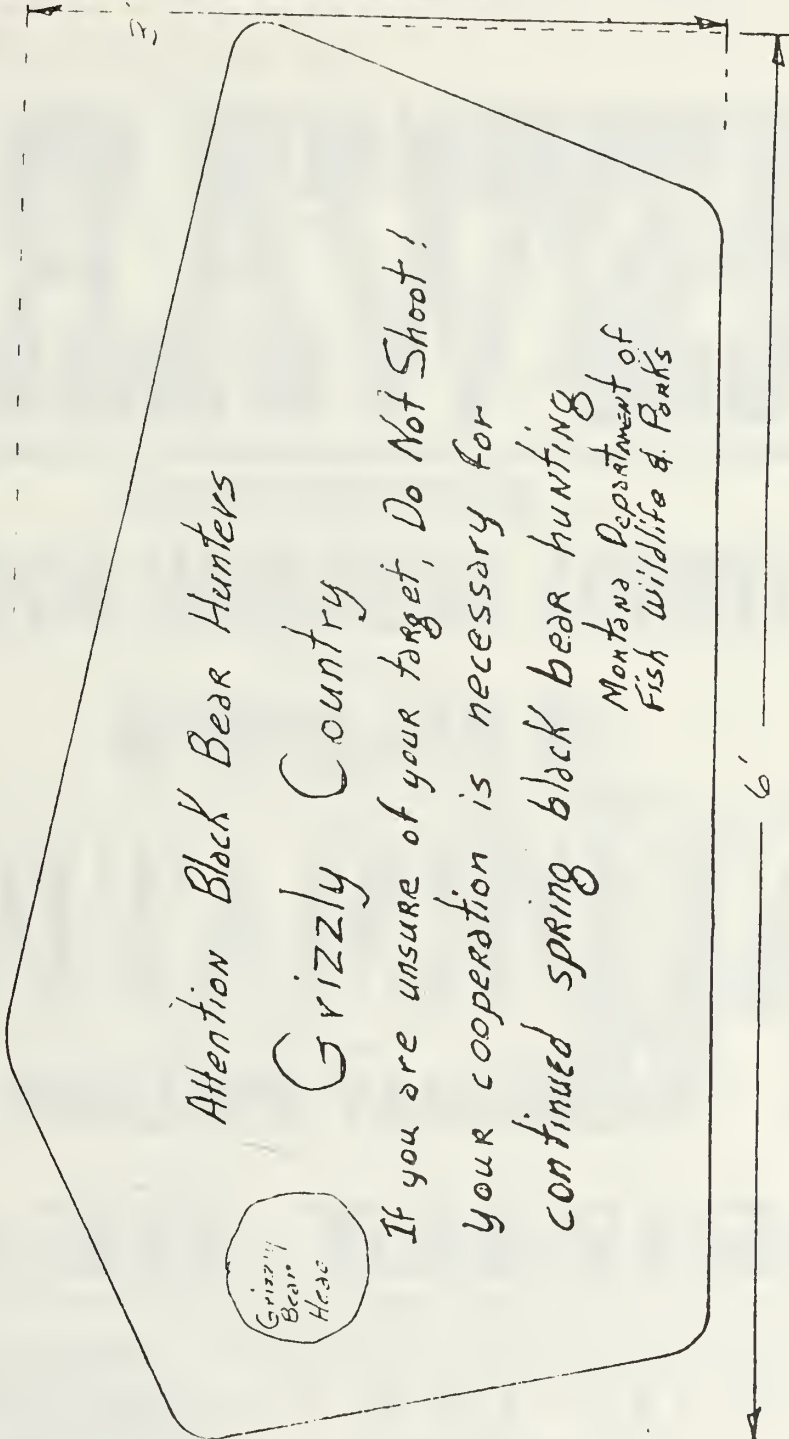 3'
Attention Black Bear Hunters
Grizzly Country
Grizzly
Bear
Head
If you are unsure of your target, Do Not Shoot!
your cooperation is necessary for
continued spring black bear hunting
Montana Department of
Fish Wildlife & Parks
6'